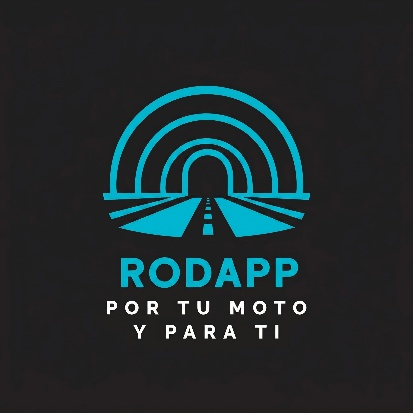 RODAPP
POR TU MOTO
Y PARA TI